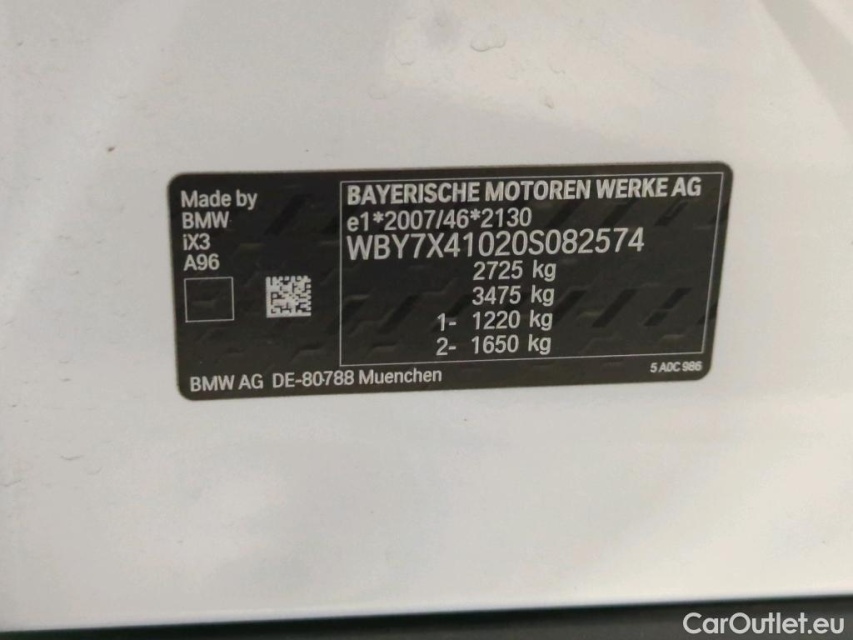 Made by
BMW
iX3
A96
BAYERISCHE MOTOREN WERKE AG
e1*2007/46*2130
WBY7X41020S082574
2725 kg
3475 kg
1- 1220 kg
2- 1650 kg
BMW AG DE-80788 Muenchen
5 A0C 986
CarOutlet.eu